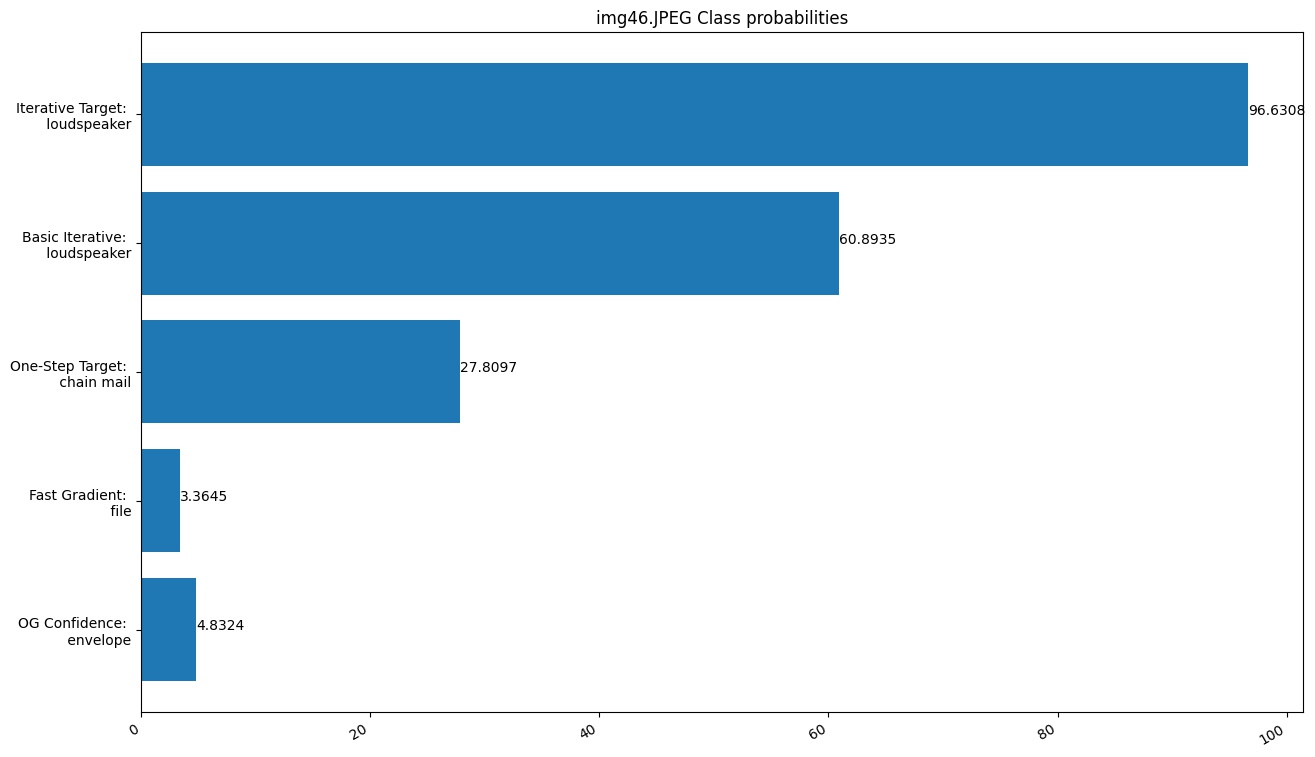 img46.JPEG Class probabilities
Iterative Target:
loudspeaker
96.6308
Basic Iterative:
loudspeaker
60.8935
One-Step Target:
chain mail
27.8097
Fast Gradient:
file
3.3645
OG Confidence:
envelope
4.8324
0 20 40 60 80 100